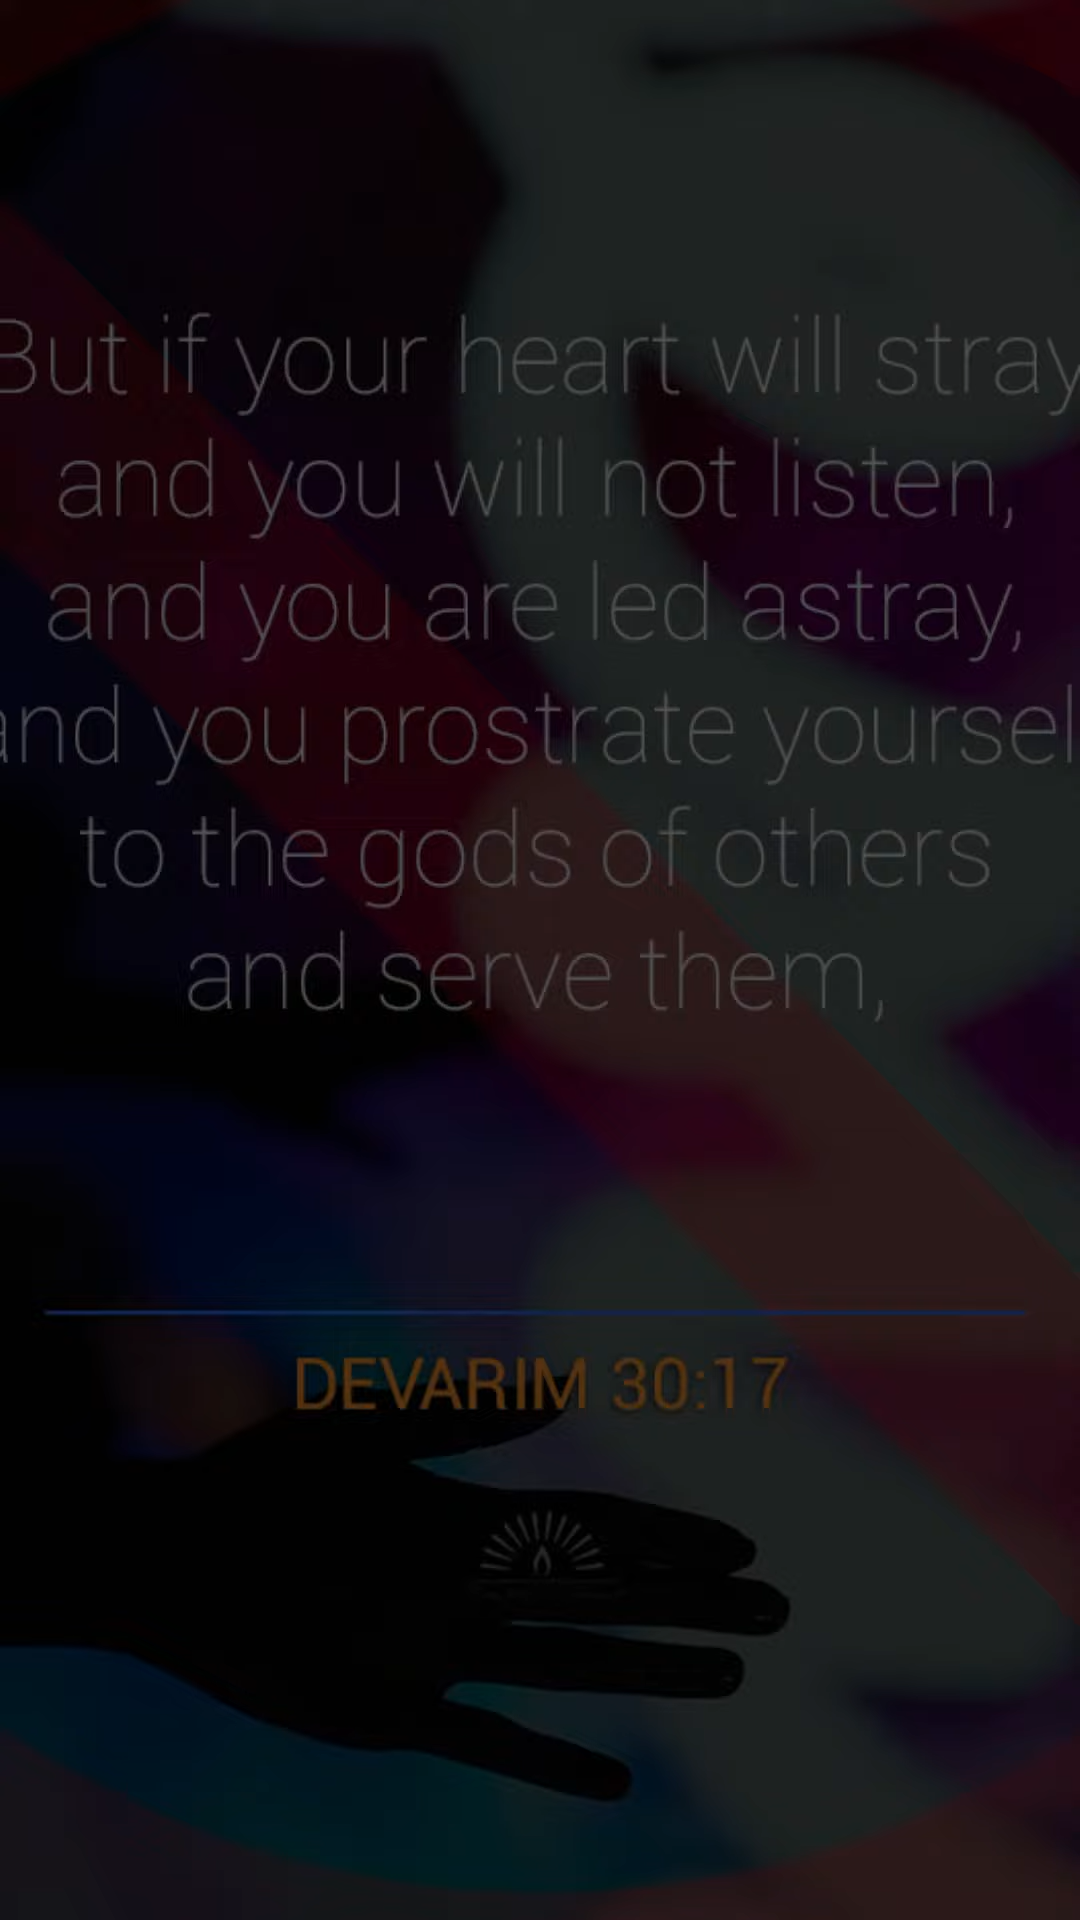 But if your heart will stray
and you will not listen,
and you are led astray,
and you prostrate yoursel
to the gods of others
and serve them,
DEVARIM 30:17